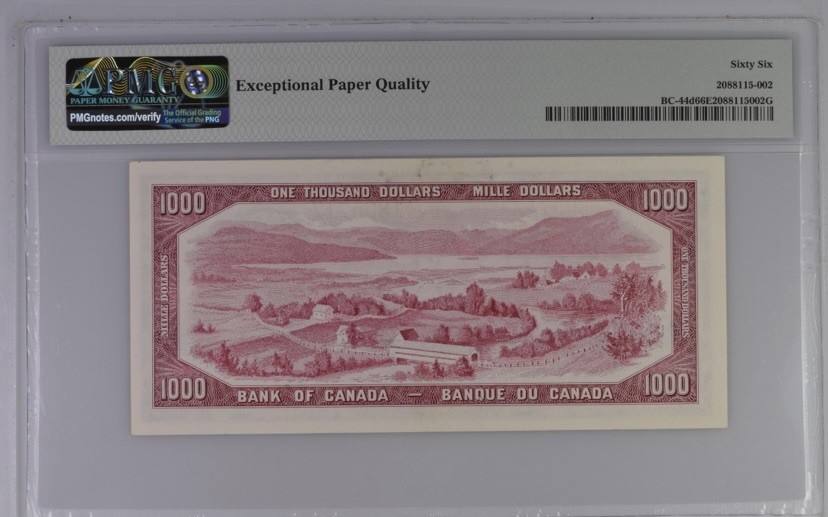 PMG
PAPER MONEY GUARANTY
PMGnotes.com/verify
The Official Grading
Service of the PNG
Exceptional Paper Quality
Sixty Six
2088115-002
BC-44d66E2088115002G
1000
ONE THOUSAND DOLLARS MILLE DOLLARS
1000
MILLE DOLLARS
ONE THOUSAND DOLLARS
1000
BANK OF CANADA — BANQUE DU CANADA
1000